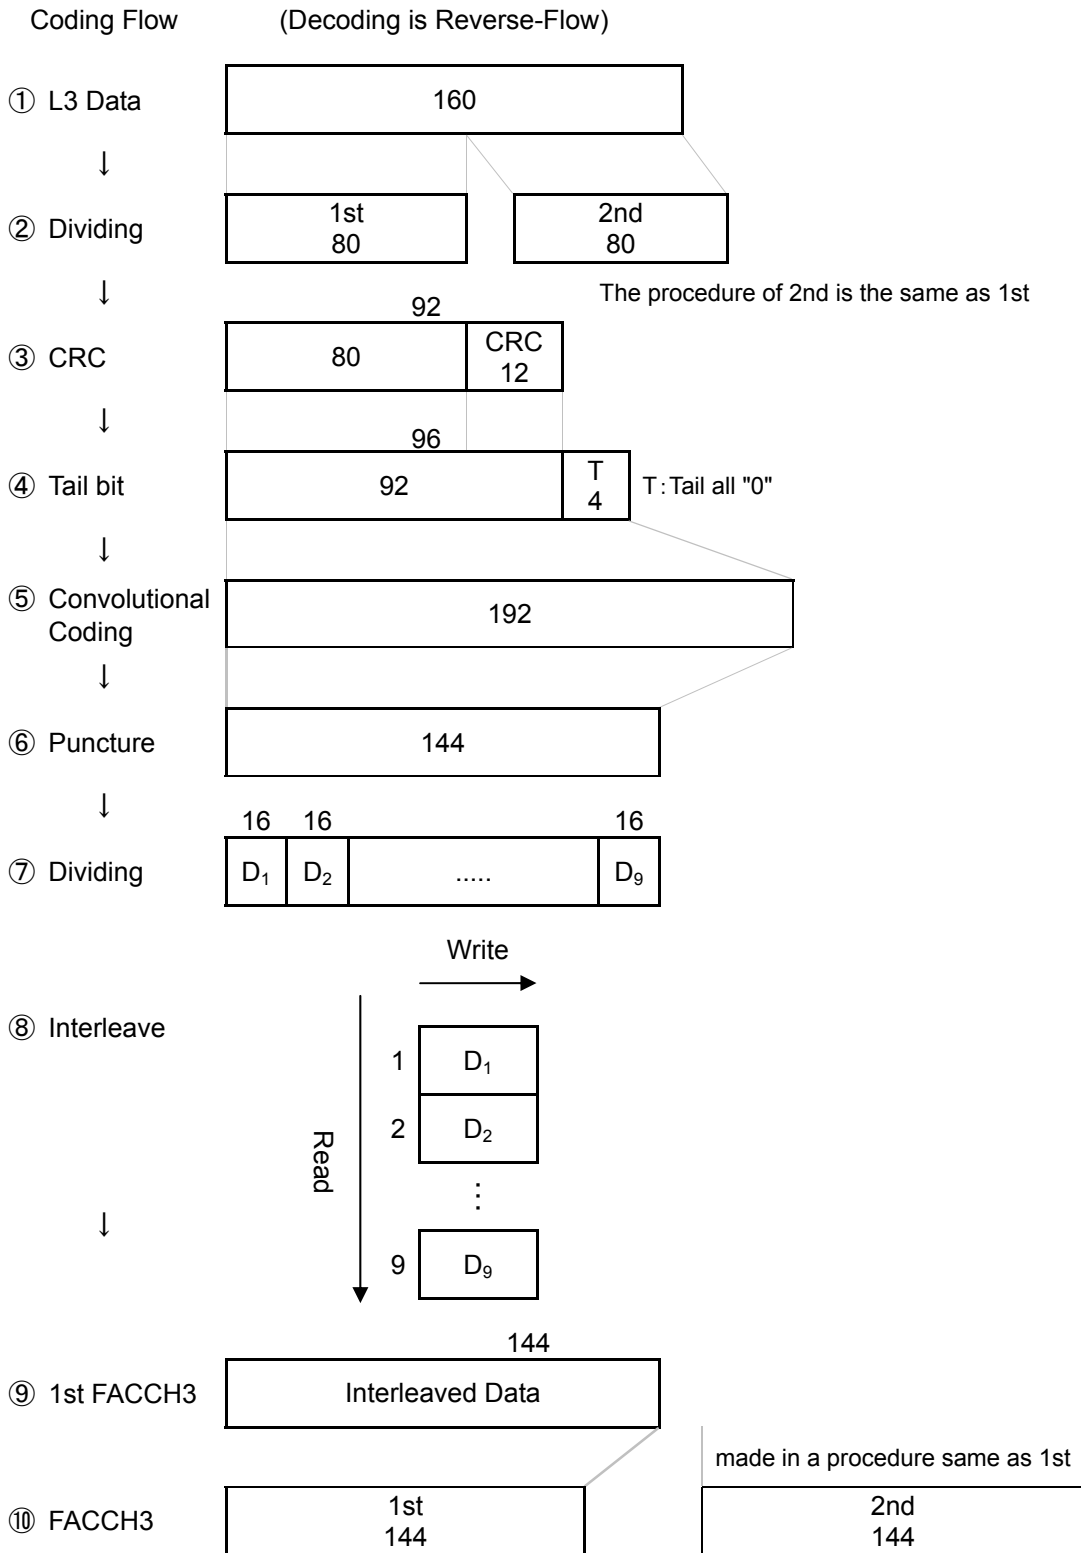 Coding Flow (Decoding is Reverse-Flow)
① L3 Data 160
↓
② Dividing 1st 80 2nd 80
↓ The procedure of 2nd is the same as 1st
92
③ CRC 80 CRC 12
↓
96
④ Tail bit 92 T 4 T:Tail all "0"
↓
⑤ Convolutional Coding 192
↓
⑥ Puncture 144
↓
16 16 16
⑦ Dividing D₁ D₂ ..... D₉
Write
⑧ Interleave
1 D₁
2 D₂
Read
⋮
↓
9 D₉
144
⑨ 1st FACCH3 Interleaved Data
made in a procedure same as 1st
⑩ FACCH3 1st 144 2nd 144